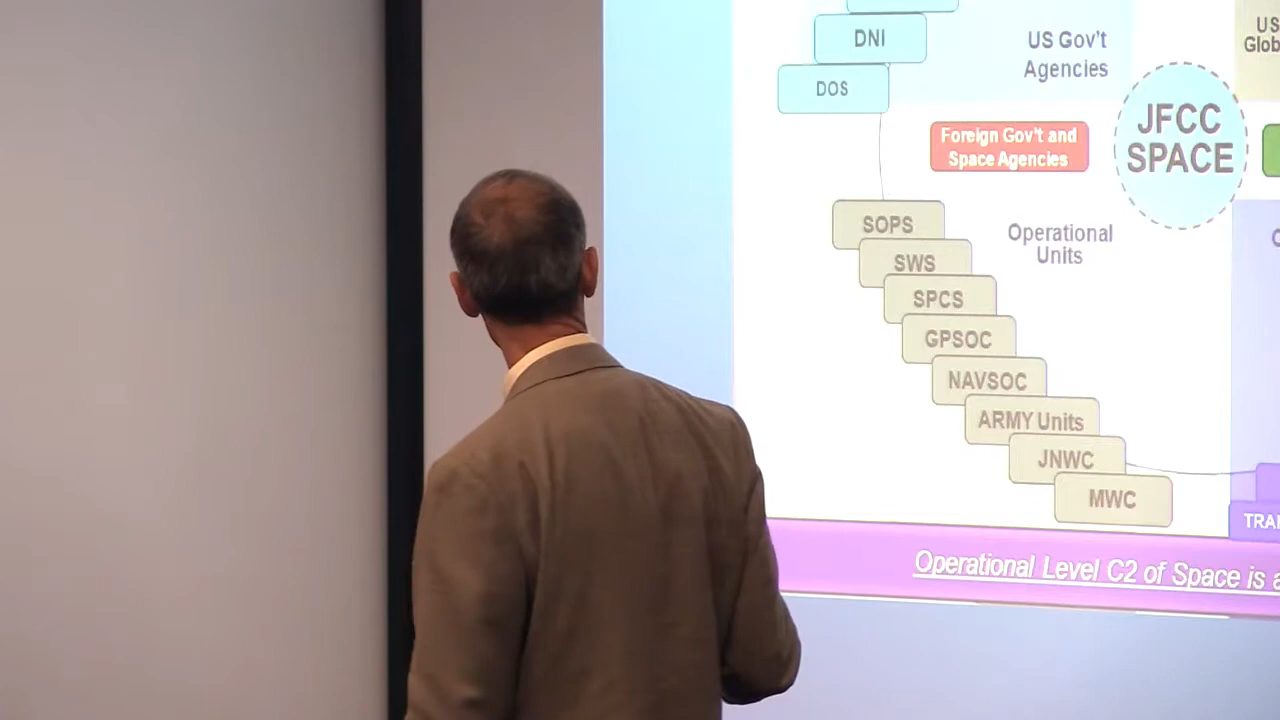 DNI
DOS
US Gov't
Agencies
US
Glob
Foreign Gov't and
Space Agencies
JFCC
SPACE
SOPS
SWS
SPCS
GPSOC
NAVSOC
ARMY Units
JNWC
MWC
Operational
Units
TRA
Operational Level C2 of Space is a